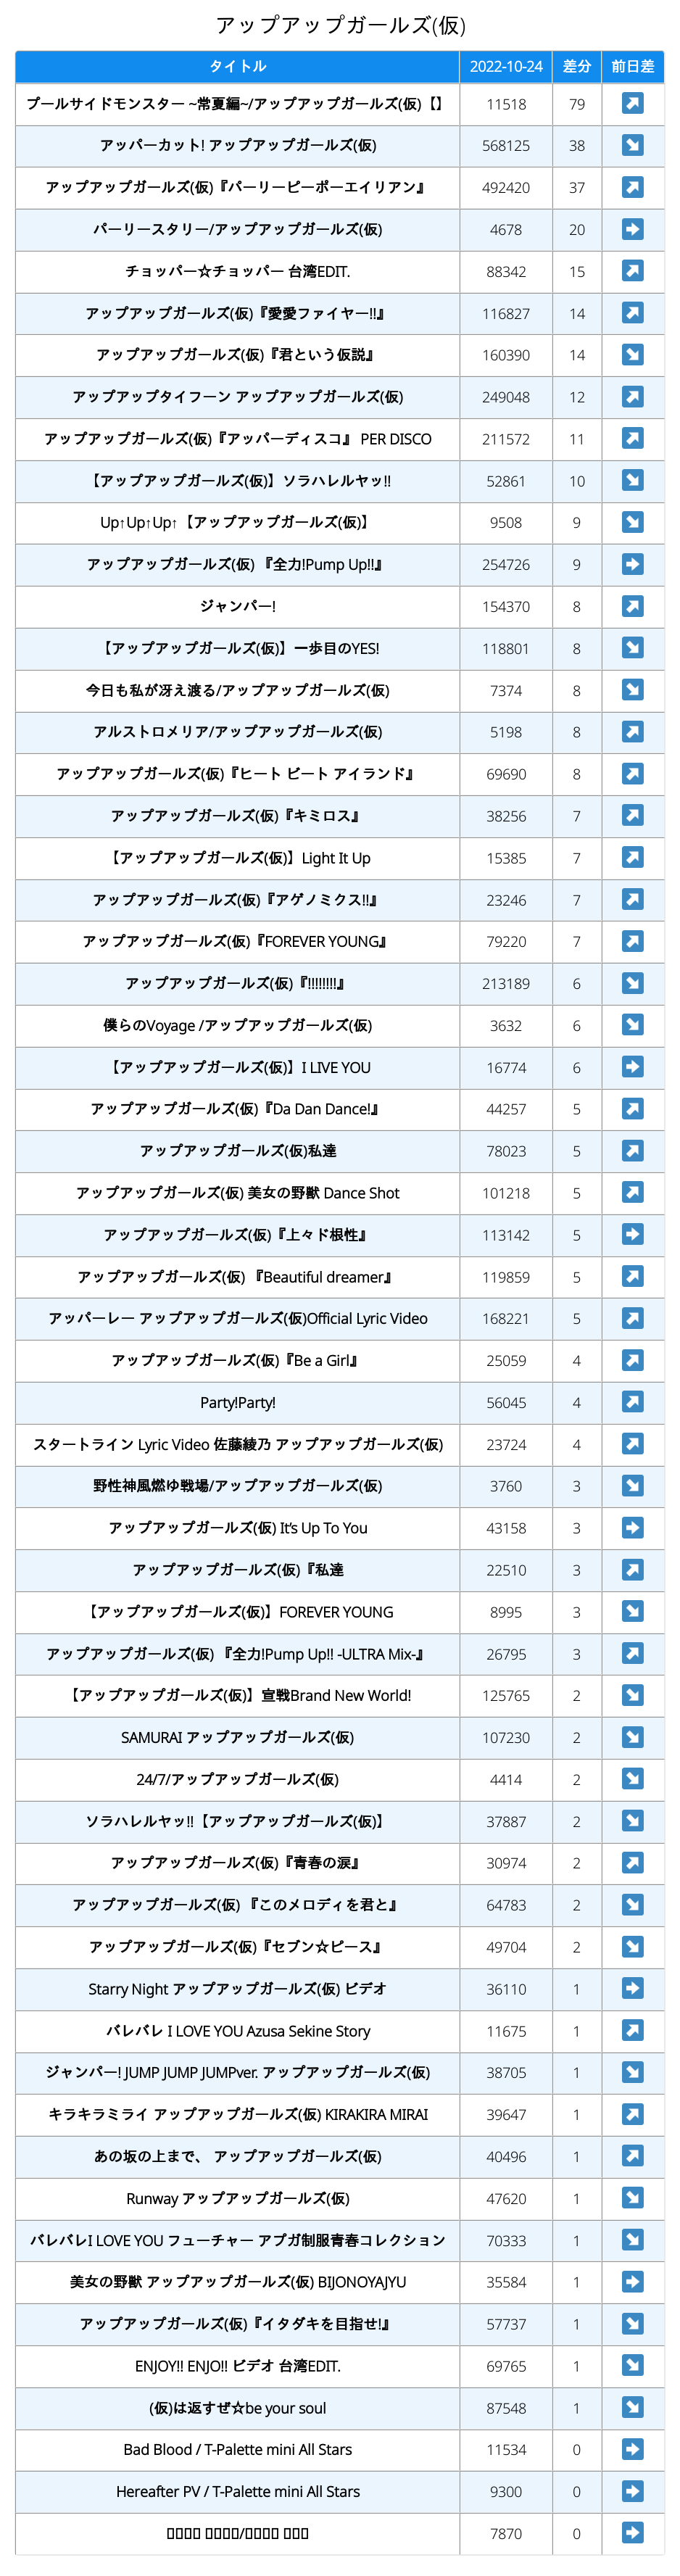 アップアップガールズ(仮)
タイトル 2022-10-24 差分 前日差
プールサイドモンスター ~常夏編~/アップアップガールズ(仮)【】 11518 79
アッパーカット! アップアップガールズ(仮) 568125 38
アップアップガールズ(仮)『パーリーピーポーエイリアン』 492420 37
パーリースタリー/アップアップガールズ(仮) 4678 20
チョッパー☆チョッパー 台湾EDIT. 88342 15
アップアップガールズ(仮)『愛愛ファイヤー!!』 116827 14
アップアップガールズ(仮)『君という仮説』 160390 14
アップアップタイフーン アップアップガールズ(仮) 249048 12
アップアップガールズ(仮)『アッパーディスコ』 PER DISCO 211572 11
【アップアップガールズ(仮)】ソラハレルヤッ!! 52861 10
Up↑Up↑Up↑【アップアップガールズ(仮)】 9508 9
アップアップガールズ(仮) 『全力!Pump Up!!』 254726 9
ジャンパー! 154370 8
【アップアップガールズ(仮)】一歩目のYES! 118801 8
今日も私が冴え渡る/アップアップガールズ(仮) 7374 8
アルストロメリア/アップアップガールズ(仮) 5198 8
アップアップガールズ(仮)『ヒート ビート アイランド』 69690 8
アップアップガールズ(仮)『キミロス』 38256 7
【アップアップガールズ(仮)】Light It Up 15385 7
アップアップガールズ(仮)『アゲノミクス!!』 23246 7
アップアップガールズ(仮)『FOREVER YOUNG』 79220 7
アップアップガールズ(仮)『!!!!!!!!』 213189 6
僕らのVoyage /アップアップガールズ(仮) 3632 6
【アップアップガールズ(仮)】I LIVE YOU 16774 6
アップアップガールズ(仮)『Da Dan Dance!』 44257 5
アップアップガールズ(仮)私達 78023 5
アップアップガールズ(仮) 美女の野獣 Dance Shot 101218 5
アップアップガールズ(仮)『上々ド根性』 113142 5
アップアップガールズ(仮) 『Beautiful dreamer』 119859 5
アッパーレー アップアップガールズ(仮)Official Lyric Video 168221 5
アップアップガールズ(仮)『Be a Girl』 25059 4
Party!Party! 56045 4
スタートライン Lyric Video 佐藤綾乃 アップアップガールズ(仮) 23724 4
野性神風燃ゆ戦場/アップアップガールズ(仮) 3760 3
アップアップガールズ(仮) It's Up To You 43158 3
アップアップガールズ(仮)『私達 22510 3
【アップアップガールズ(仮)】FOREVER YOUNG 8995 3
アップアップガールズ(仮) 『全力!Pump Up!! -ULTRA Mix-』 26795 3
【アップアップガールズ(仮)】宣戦Brand New World! 125765 2
SAMURAI アップアップガールズ(仮) 107230 2
24/7/アップアップガールズ(仮) 4414 2
ソラハレルヤッ!!【アップアップガールズ(仮)】 37887 2
アップアップガールズ(仮)『青春の涙』 30974 2
アップアップガールズ(仮) 『このメロディを君と』 64783 2
アップアップガールズ(仮)『セブン☆ピース』 49704 2
Starry Night アップアップガールズ(仮) ビデオ 36110 1
バレバレ I LOVE YOU Azusa Sekine Story 11675 1
ジャンパー! JUMP JUMP JUMPver. アップアップガールズ(仮) 38705 1
キラキラミライ アップアップガールズ(仮) KIRAKIRA MIRAI 39647 1
あの坂の上まで、 アップアップガールズ(仮) 40496 1
Runway アップアップガールズ(仮) 47620 1
バレバレI LOVE YOU フューチャー アプガ制服青春コレクション 70333 1
美女の野獣 アップアップガールズ(仮) BIJONOYAJYU 35584 1
アップアップガールズ(仮)『イタダキを目指せ!』 57737 1
ENJOY!! ENJO!! ビデオ 台湾EDIT. 69765 1
(仮)は返すぜ☆be your soul 87548 1
Bad Blood / T-Palette mini All Stars 11534 0
Hereafter PV / T-Palette mini All Stars 9300 0
7870 0